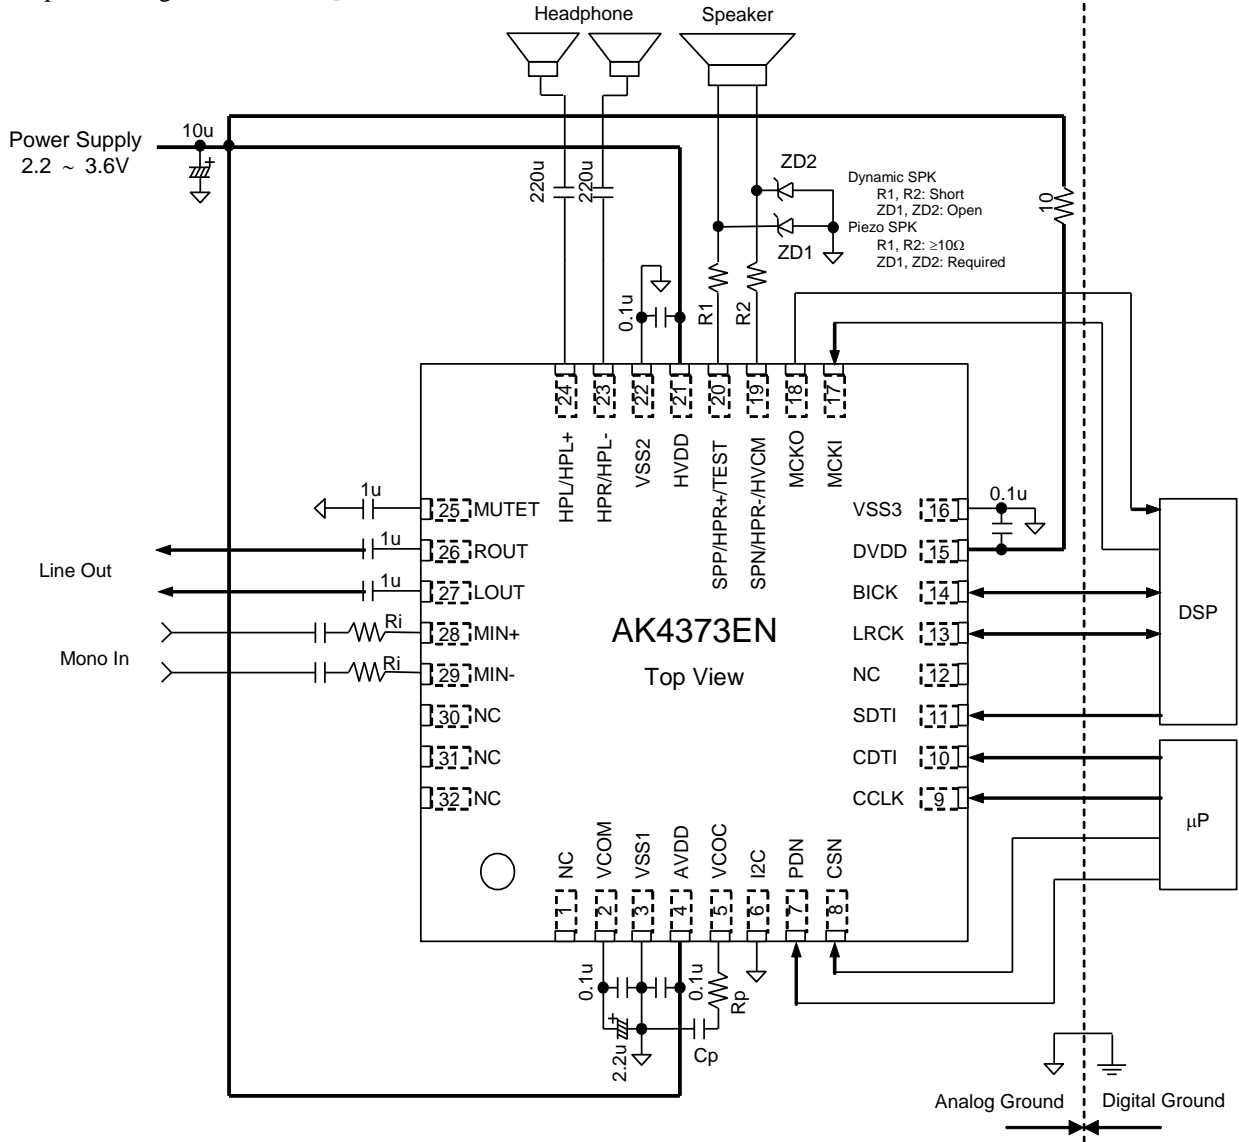 Headphone
Speaker
Power Supply
2.2 ~ 3.6V
10u
220u
220u
ZD2
ZD1
Dynamic SPK
R1, R2: Short
ZD1, ZD2: Open
Piezo SPK
R1, R2: ≥10Ω
ZD1, ZD2: Required
10
0.1u
R1
R2
24
23
22
21
20
19
18
17
HPL/HPL+
HPR/HPL-
VSS2
HVDD
SPP/HPR+/TEST
SPN/HPR-/HVCM
MCKO
MCKI
1u
25 MUTET
1u
26 ROUT
Line Out
1u
27 LOUT
Ri
28 MIN+
Mono In
Ri
29 MIN-
30 NC
31 NC
32 NC
AK4373EN
Top View
VSS3 16
0.1u
DVDD 15
BICK 14
LRCK 13
NC 12
SDTI 11
CDTI 10
CCLK 9
DSP
μP
NC
VCOM
VSS1
AVDD
VCOC
I2C
PDN
CSN
1
2
3
4
5
6
7
8
0.1u
0.1u
Rp
2.2u
Cp
Analog Ground
Digital Ground